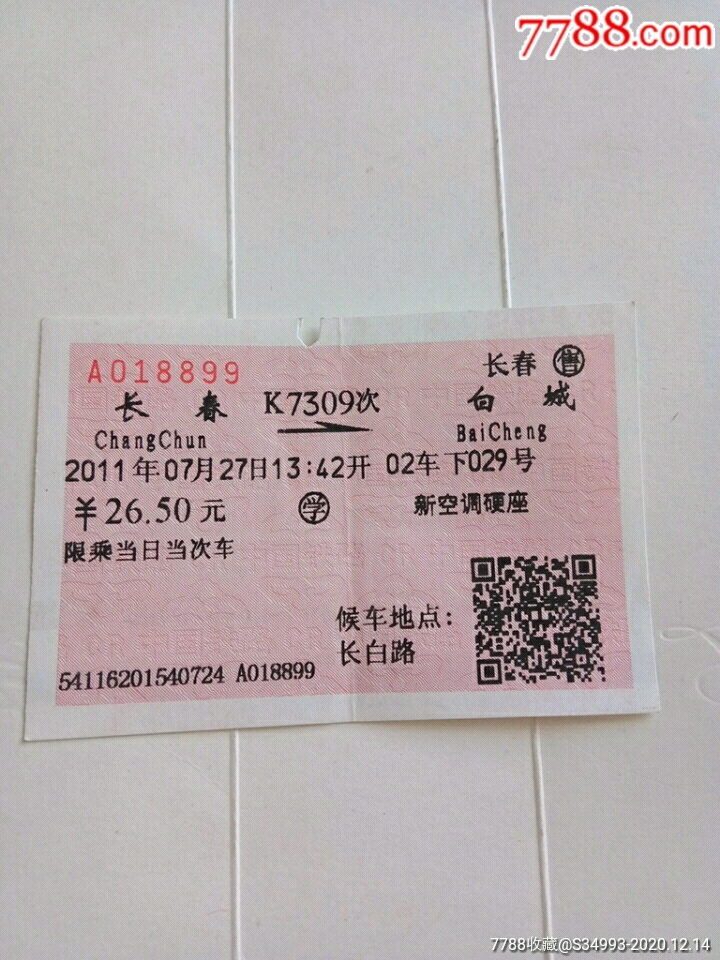 7788.com
A018899 长春 售
长春 K7309次 白城
ChangChun BaiCheng
2011年07月27日13:42开 02车下029号
¥26.50元 学 新空调硬座
限乘当日当次车
候车地点:
长白路
54116201540724 A018899
7788收藏@S34993-2020.12.14